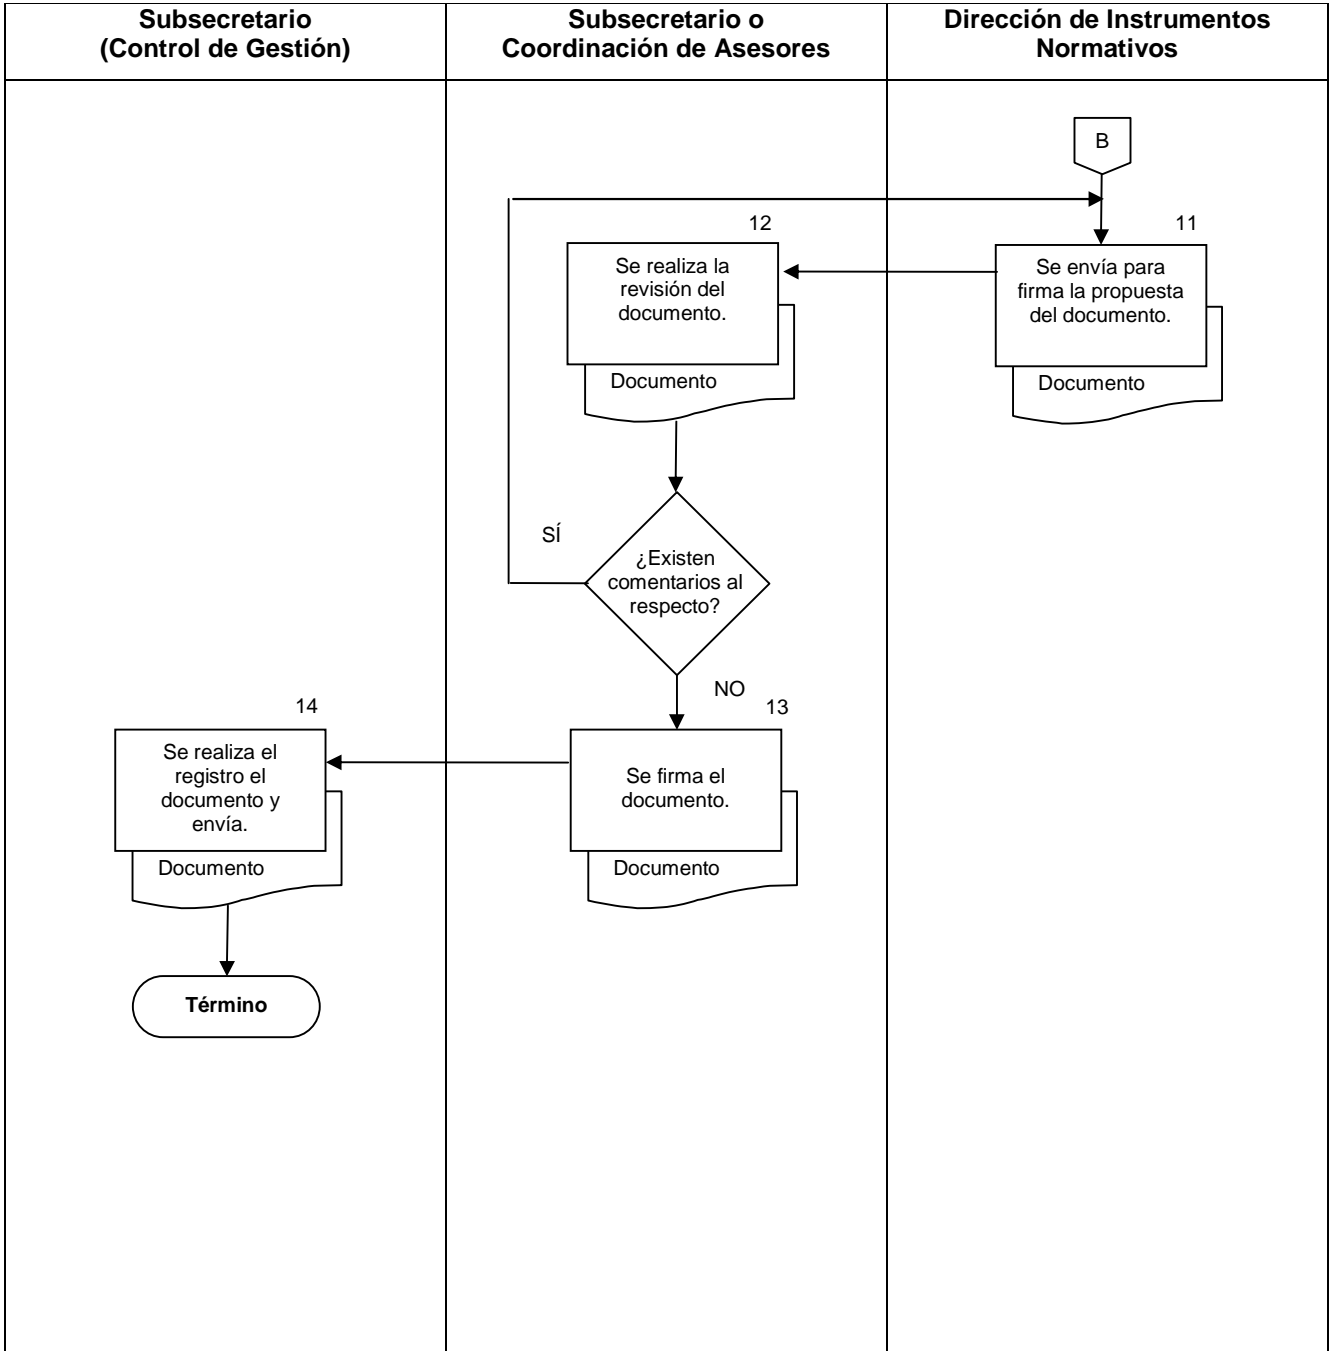 Subsecretario
(Control de Gestión)
Subsecretario o
Coordinación de Asesores
Dirección de Instrumentos
Normativos
B
11
Se envía para
firma la propuesta
del documento.
Documento
12
Se realiza la
revisión del
documento.
Documento
SÍ
¿Existen
comentarios al
respecto?
NO
13
Se firma el
documento.
Documento
14
Se realiza el
registro el
documento y
envía.
Documento
Término